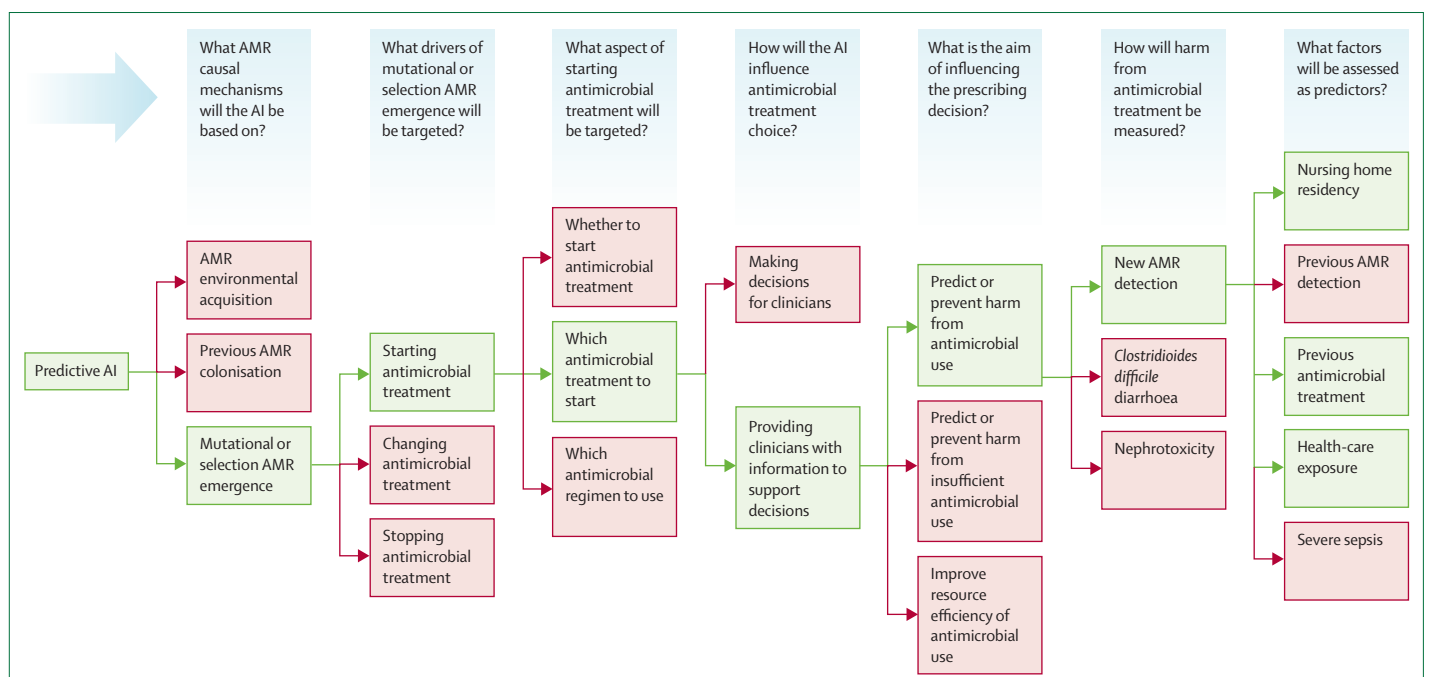 What AMR
causal
mechanisms
will the AI be
based on?
What drivers of
mutational or
selection AMR
emergence will
be targeted?
What aspect of
starting
antimicrobial
treatment will
be targeted?
How will the AI
influence
antimicrobial
treatment
choice?
What is the aim
of influencing
the prescribing
decision?
How will harm
from
antimicrobial
treatment be
measured?
What factors
will be assessed
as predictors?
Predictive AI
AMR
environmental
acquisition
Previous AMR
colonisation
Mutational or
selection AMR
emergence
Starting
antimicrobial
treatment
Changing
antimicrobial
treatment
Stopping
antimicrobial
treatment
Whether to
start
antimicrobial
treatment
Which
antimicrobial
treatment to
start
Which
antimicrobial
regimen to use
Making
decisions
for clinicians
Providing
clinicians with
information to
support
decisions
Predict or
prevent harm
from
antimicrobial
use
Predict or
prevent harm
from
insufficient
antimicrobial
use
Improve
resource
efficiency of
antimicrobial
use
New AMR
detection
Clostridioides
difficile
diarrhoea
Nephrotoxicity
Nursing home
residency
Previous AMR
detection
Previous
antimicrobial
treatment
Health-care
exposure
Severe sepsis